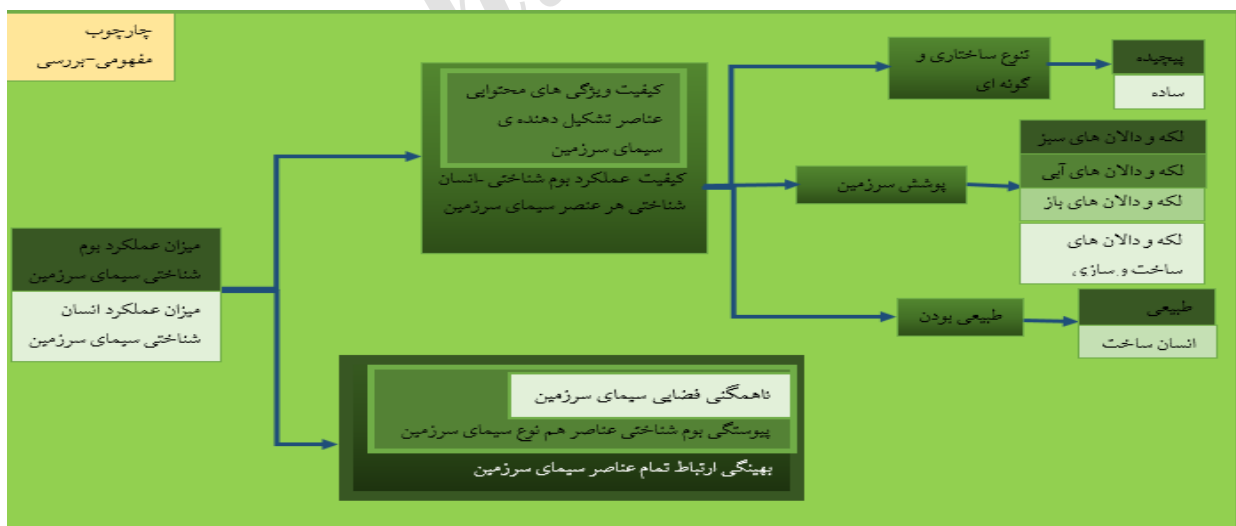 چارچوب
مفهومی-بررسی
تنوع ساختاری و
گونه ای
پیچیده
ساده
کیفیت ویژگی های محتوایی
عناصر تشکیل دهنده ی
سیمای سرزمین
کیفیت عملکرد بوم شناختی -انسان
شناختی هر عنصر سیمای سرزمین
پوشش سرزمین
لکه و دالان های سبز
لکه و دالان های آبی
لکه و دالان های باز
لکه و دالان های
ساخت و سازی
میزان عملکرد بوم
شناختی سیمای سرزمین
میزان عملکرد انسان
شناختی سیمای سرزمین
طبیعی بودن
طبیعی
انسان ساخت
ناهمگنی فضایی سیمای سرزمین
پیوستگی بوم شناختی عناصر هم نوع سیمای سرزمین
بهینگی ارتباط تمام عناصر سیمای سرزمین